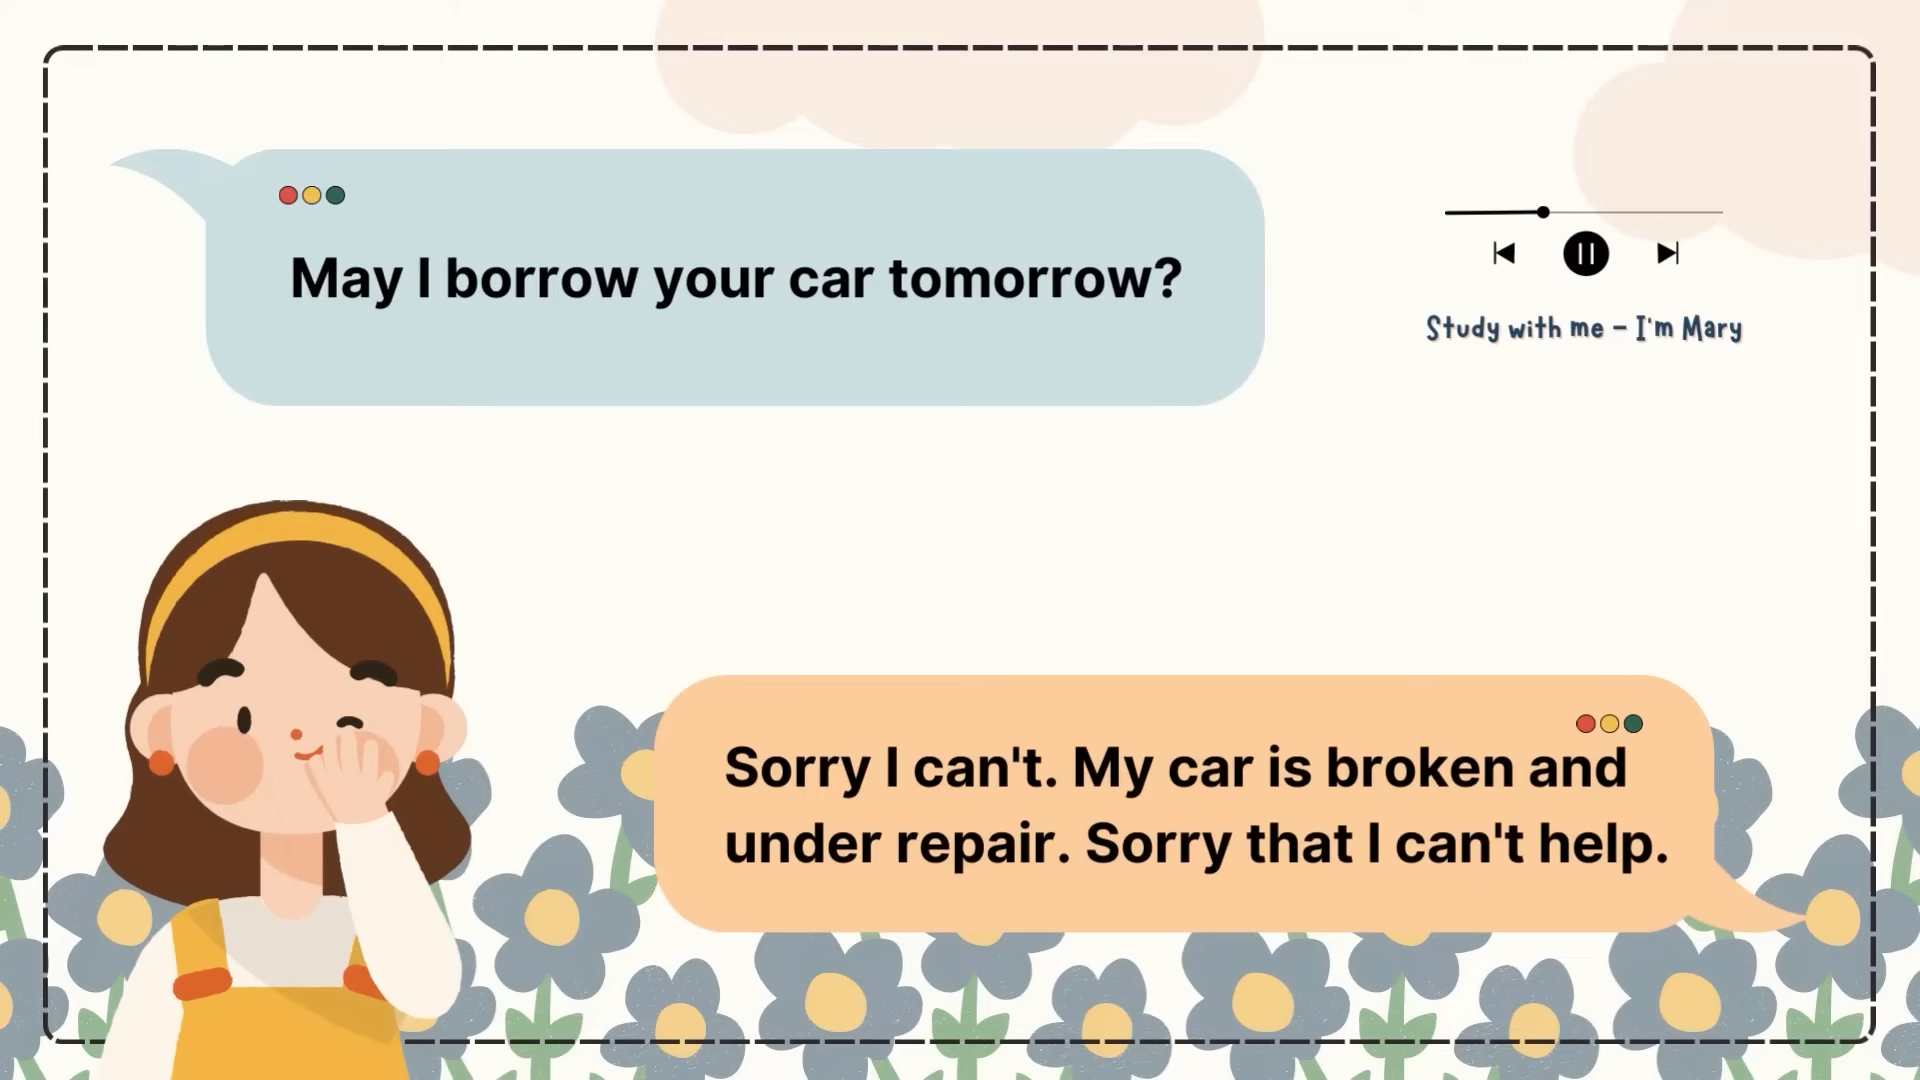 May I borrow your car tomorrow?
Study with me - I'm Mary
Sorry I can't. My car is broken and
under repair. Sorry that I can't help.